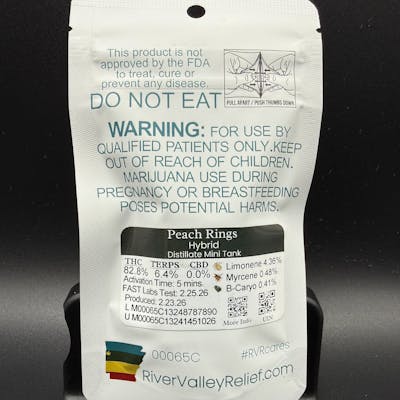 This product is not
approved by the FDA
to treat, cure or
prevent any disease.
PULL APART / PUSH THUMBS DOWN
DO NOT EAT
WARNING: FOR USE BY
QUALIFIED PATIENTS ONLY.KEEP
OUT OF REACH OF CHILDREN.
MARIJUANA USE DURING
PREGNANCY OR BREASTFEEDING
POSES POTENTIAL HARMS.
Peach Rings
Hybrid
Distillate Mini Tank
THC TERPS CBD
82.8% 6.4% 0.0%
Activation Time: 5 mins
FAST Labs Test: 2.25.26
Produced: 2.23.26
L M00065C13248787890
U M00065C13241451026
Limonene 4.36%
Myrcene 0.48%
B-Caryo 0.41%
More Info
UIN
00065C
#RVRcares
RiverValleyRelief.com